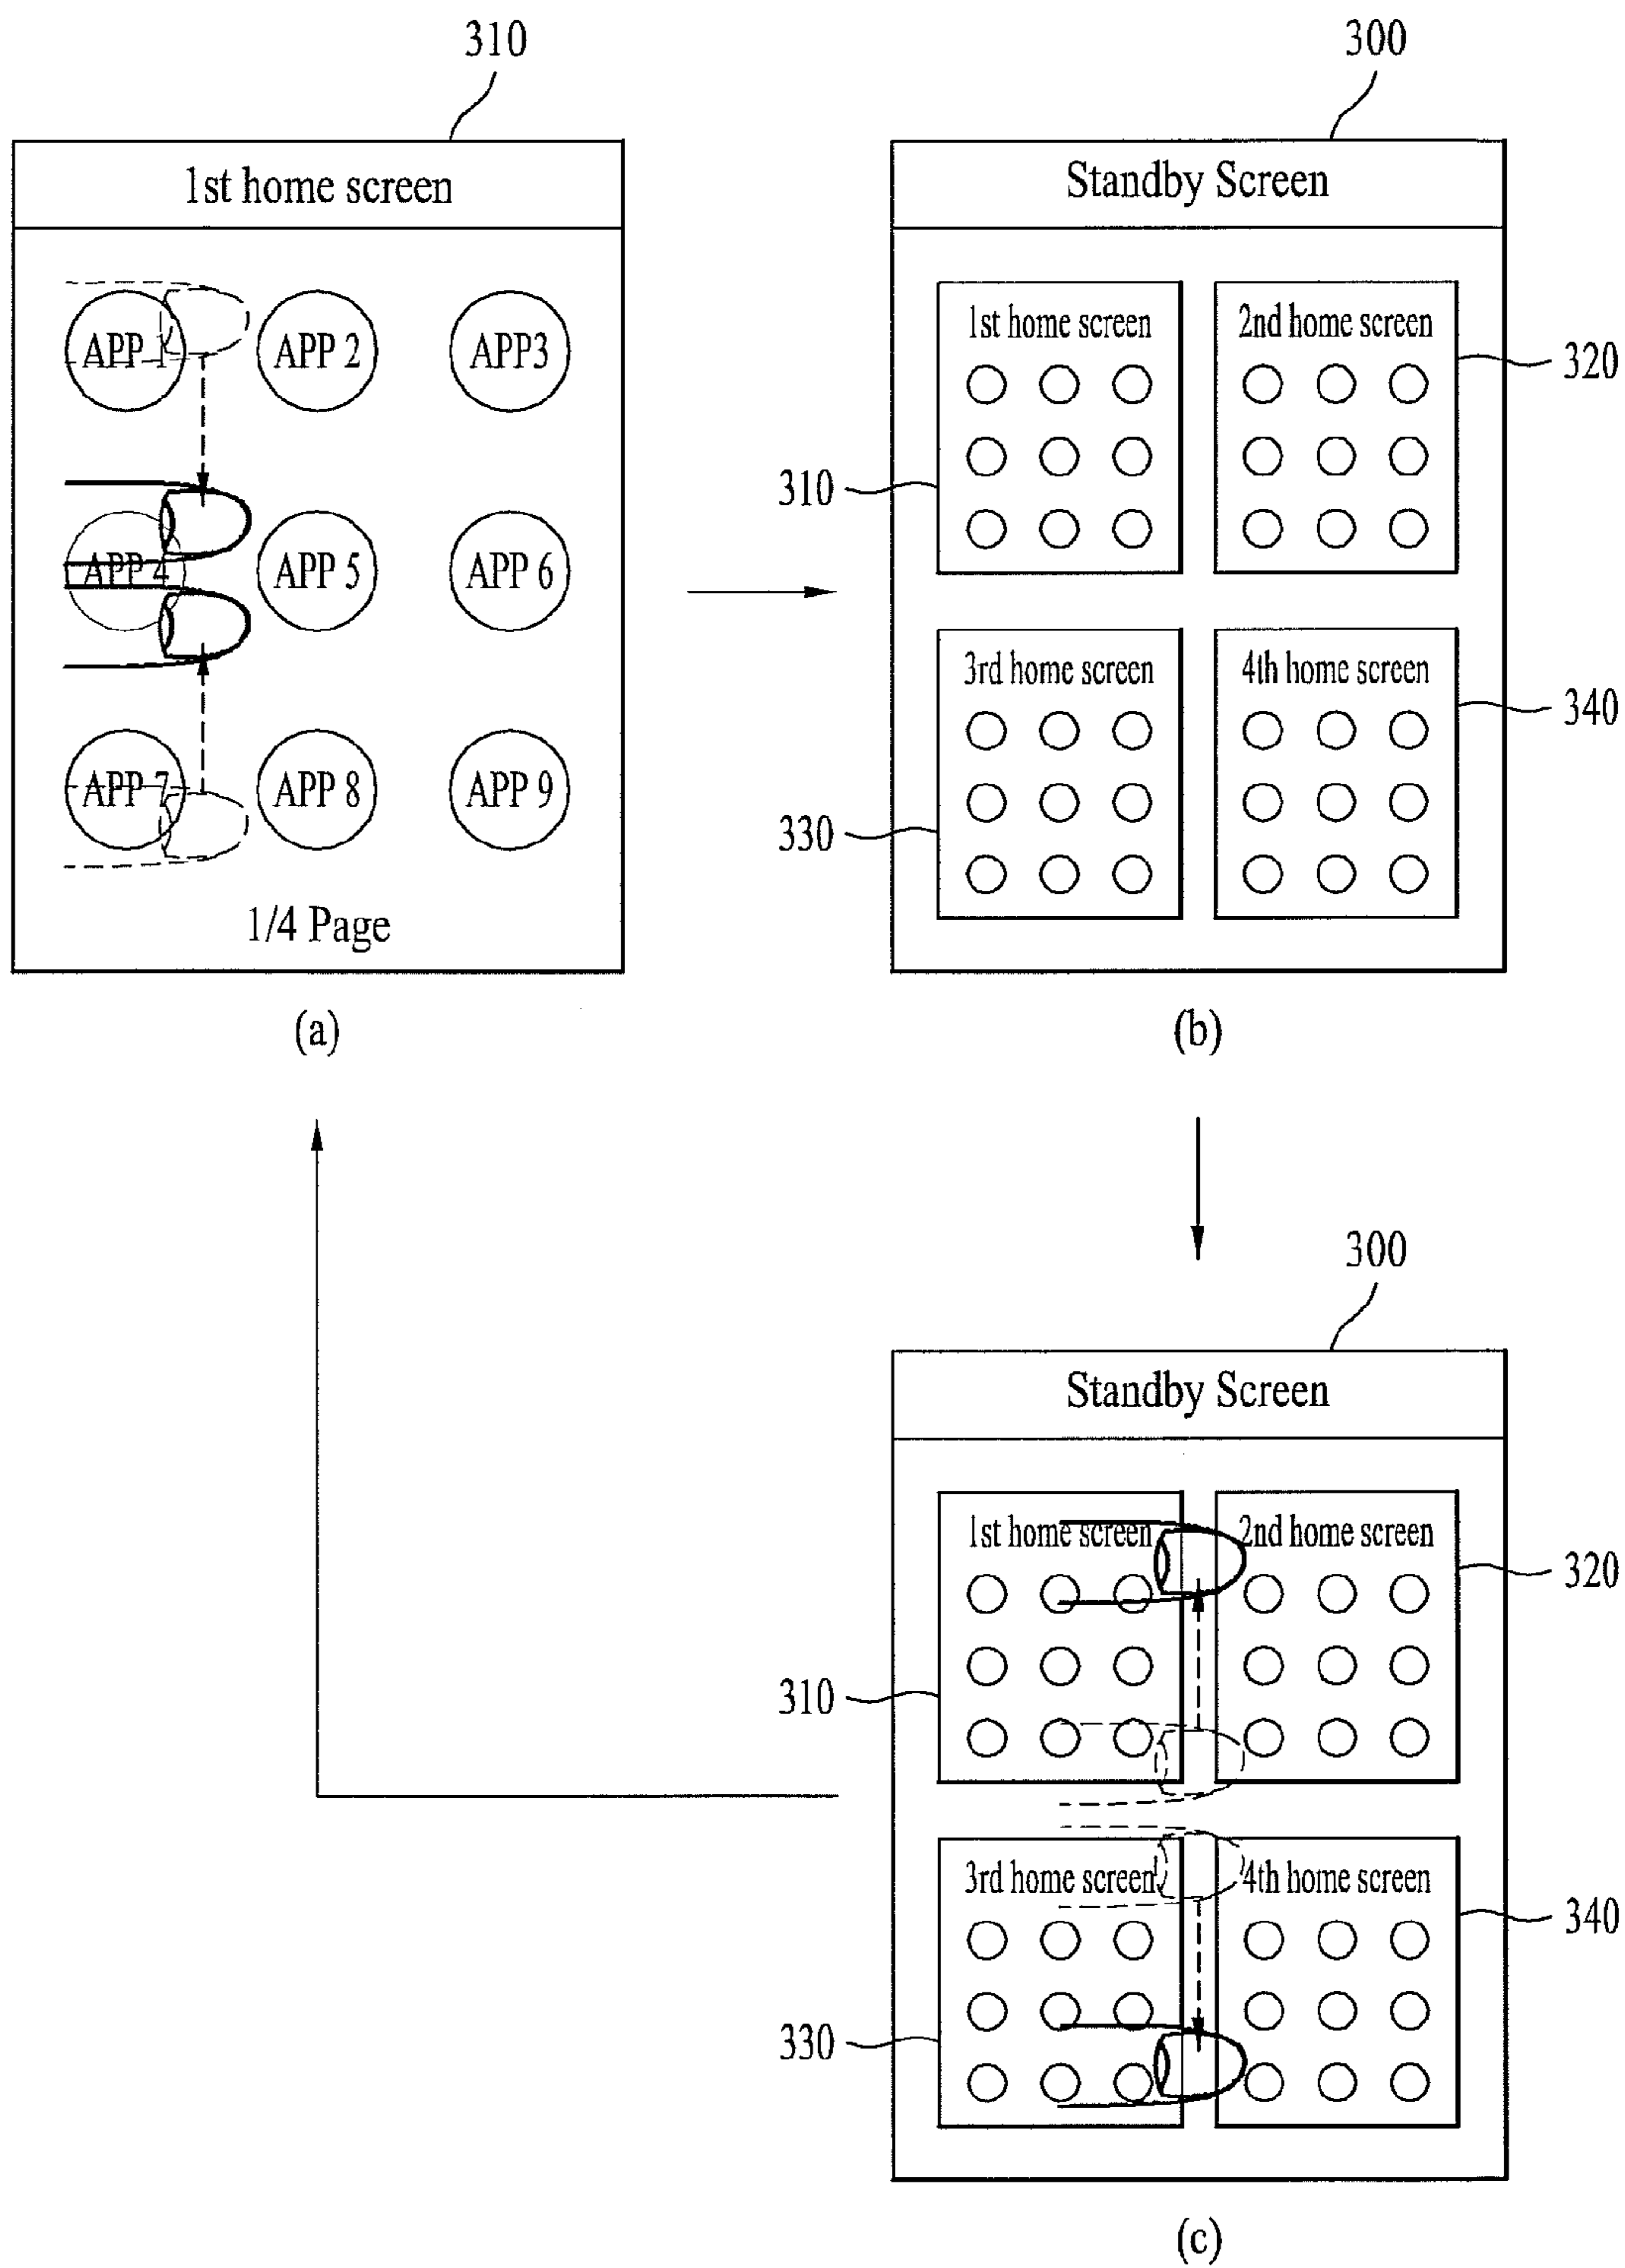 310
300
1st home screen
Standby Screen
APP 1
APP 2
APP3
APP 4
APP 5
APP 6
APP 7
APP 8
APP 9
1/4 Page
1st home screen
2nd home screen
320
310
3rd home screen
4th home screen
340
330
(a)
(b)
300
Standby Screen
1st home screen
2nd home screen
320
310
3rd home screen
4th home screen
340
330
(c)